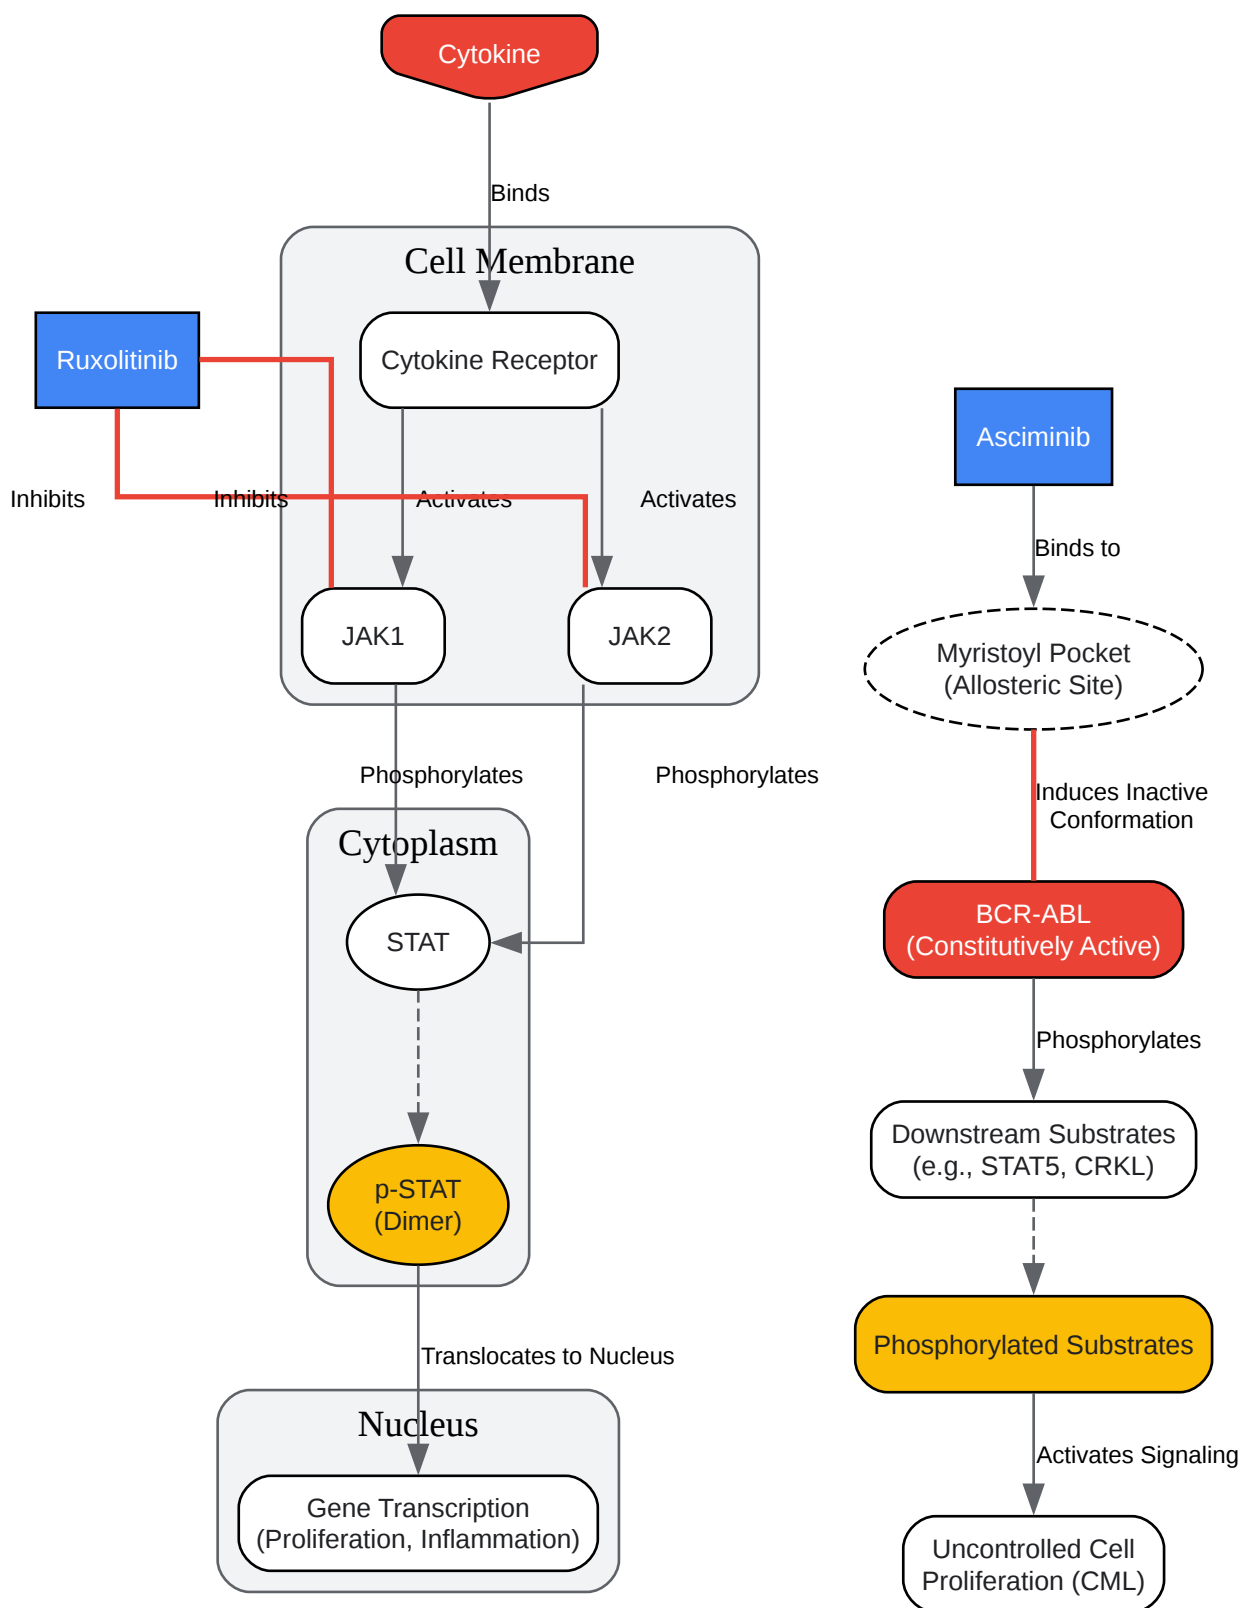 Cytokine
Binds
Cell Membrane
Ruxolitinib
Cytokine Receptor
Inhibits
Inhibits
Activates
Activates
JAK1
JAK2
Phosphorylates
Phosphorylates
Cytoplasm
STAT
p-STAT
(Dimer)
Translocates to Nucleus
Nucleus
Gene Transcription
(Proliferation, Inflammation)
Asciminib
Binds to
Myristoyl Pocket
(Allosteric Site)
Induces Inactive
Conformation
BCR-ABL
(Constitutively Active)
Phosphorylates
Downstream Substrates
(e.g., STAT5, CRKL)
Phosphorylated Substrates
Activates Signaling
Uncontrolled Cell
Proliferation (CML)